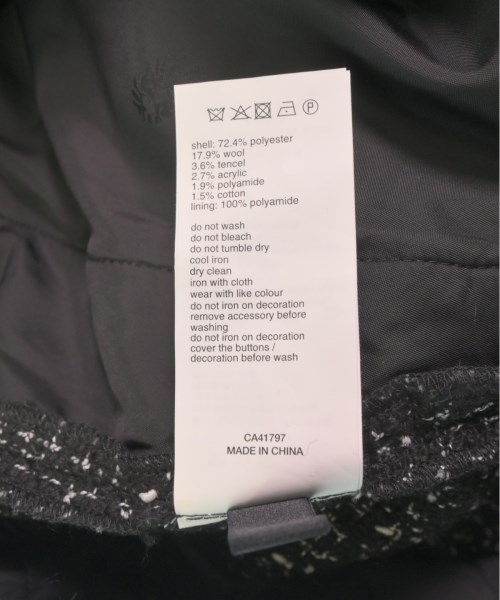 P
shell: 72.4% polyester
17.9% wool
3.6% tencel
2.7% acrylic
1.9% polyamide
1.5% cotton
lining: 100% polyamide
do not wash
do not bleach
do not tumble dry
cool iron
dry clean
iron with cloth
wear with like colour
do not iron on decoration
remove accessory before
washing
do not iron on decoration
cover the buttons /
decoration before wash
CA41797
MADE IN CHINA